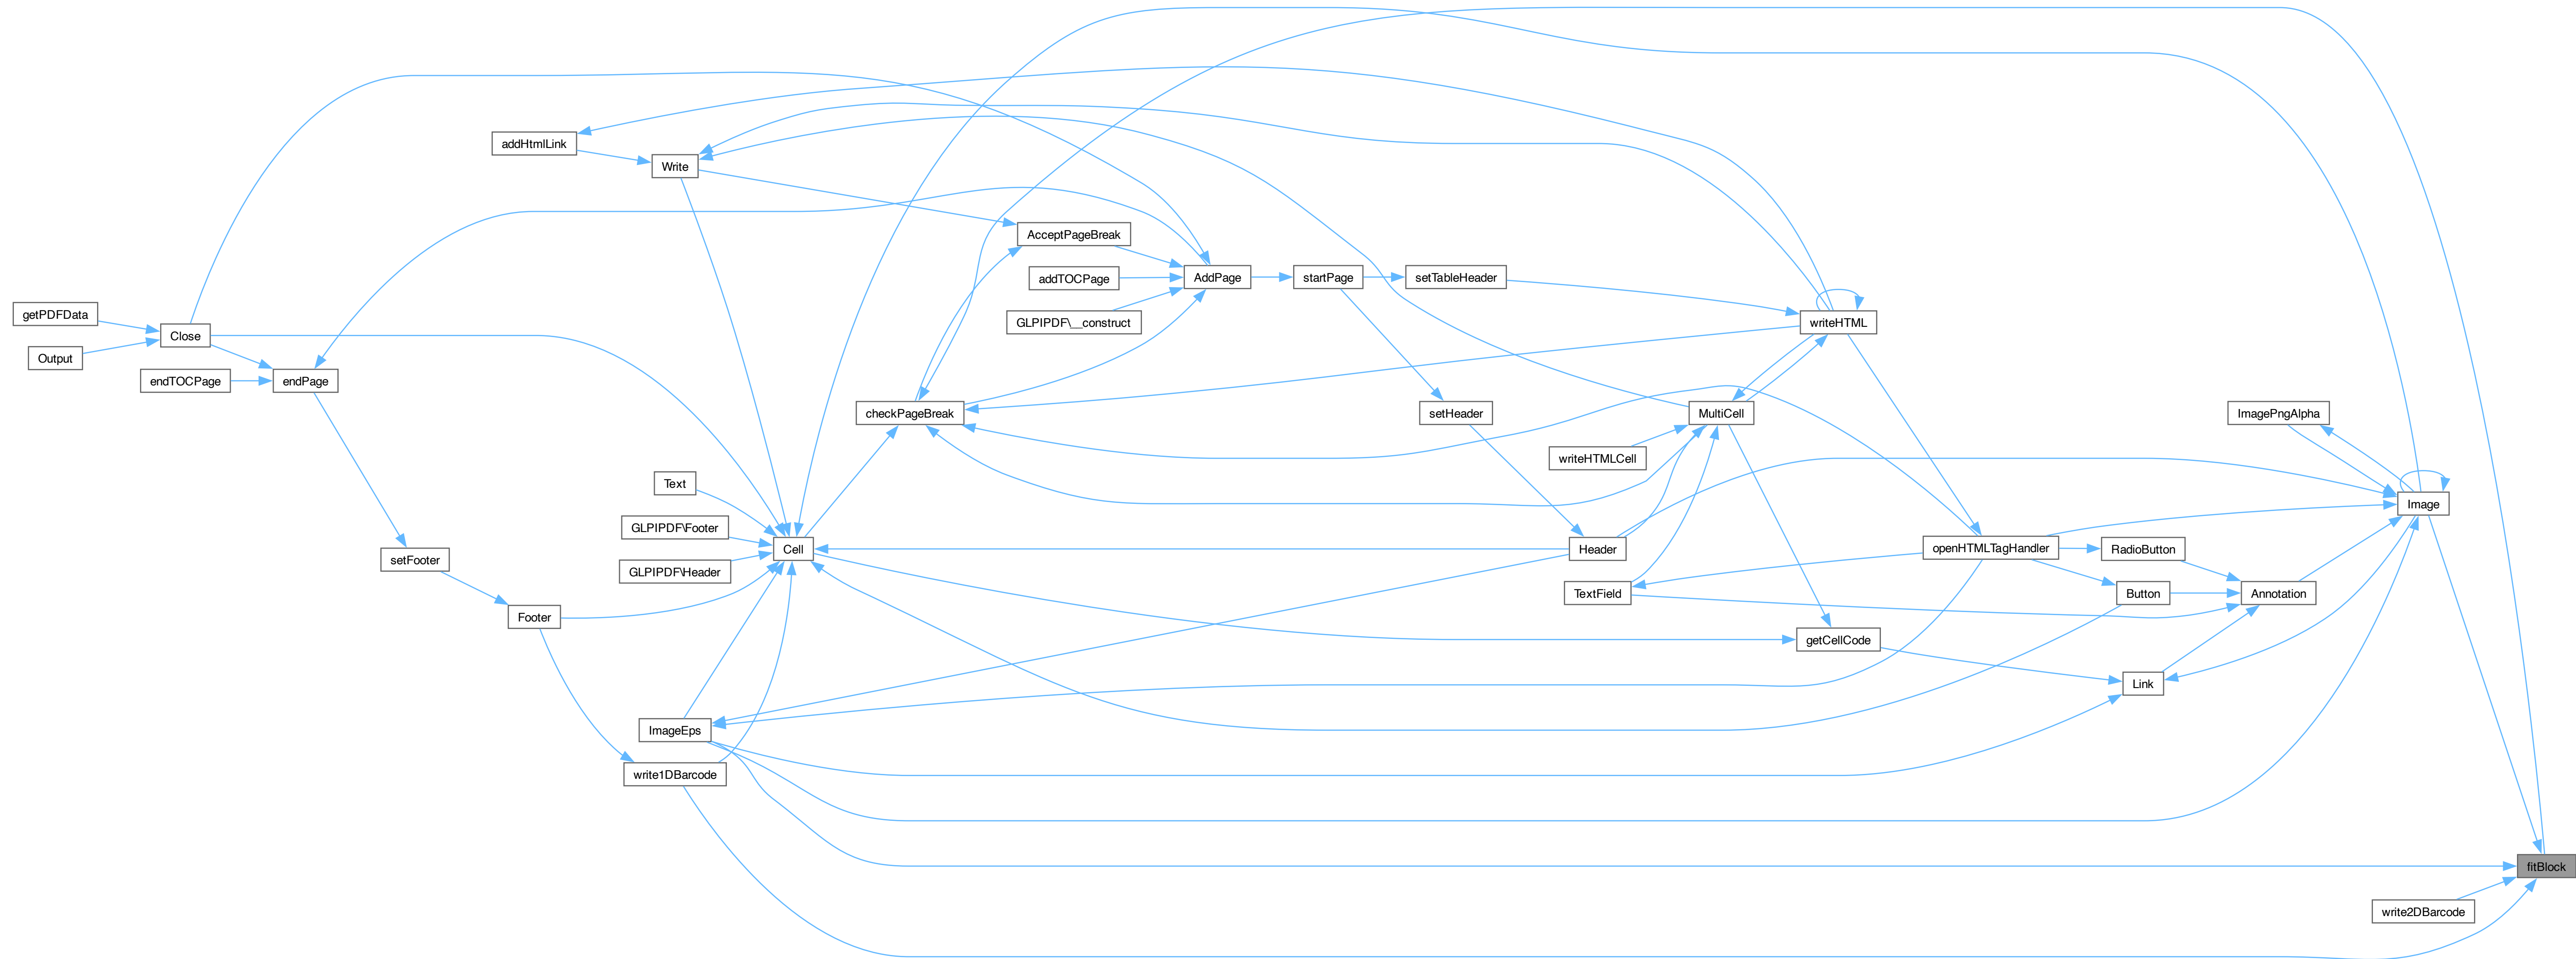 addHtmlLink
Write
AcceptPageBreak
addTOCPage
AddPage
startPage
setTableHeader
getPDFData
GLPIPDF\__construct
writeHTML
Close
Output
endTOCPage
endPage
checkPageBreak
setHeader
MultiCell
ImagePngAlpha
writeHTMLCell
Text
Image
GLPIPDF\Footer
Cell
Header
openHTMLTagHandler
RadioButton
setFooter
GLPIPDF\Header
TextField
Button
Annotation
Footer
getCellCode
Link
ImageEps
write1DBarcode
fitBlock
write2DBarcode